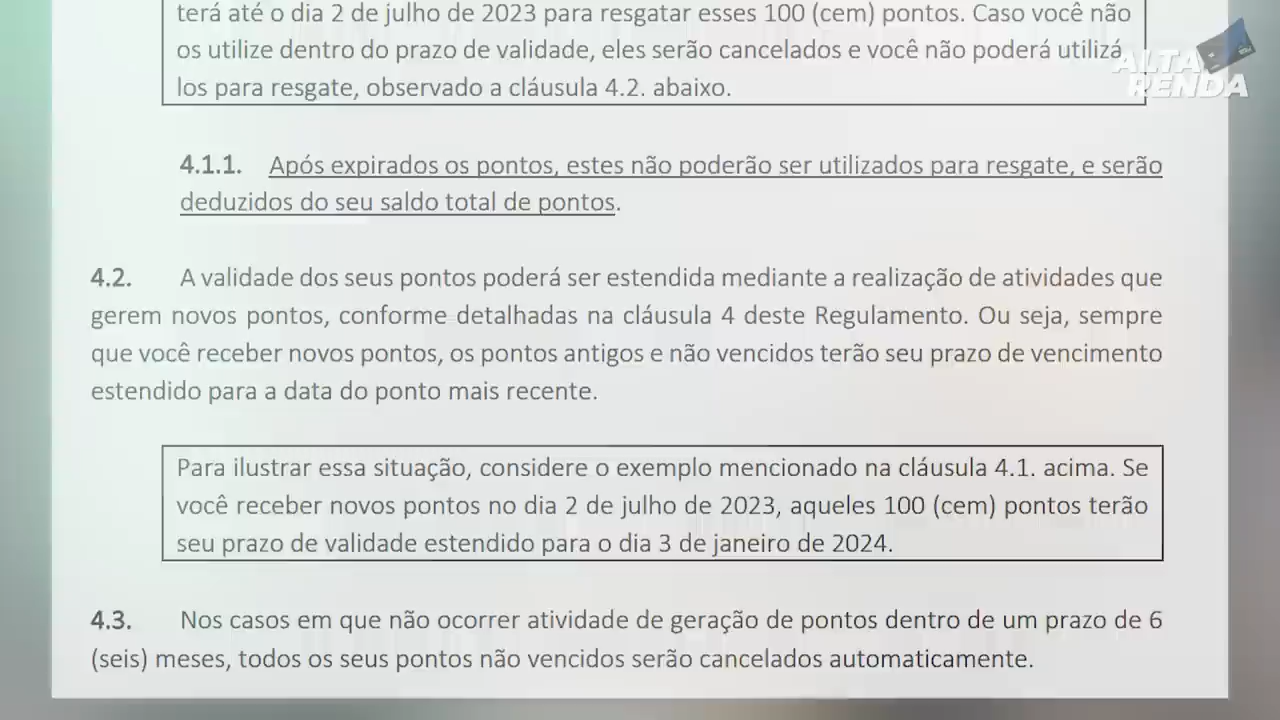 terá até o dia 2 de julho de 2023 para resgatar esses 100 (cem) pontos. Caso você não
os utilize dentro do prazo de validade, eles serão cancelados e você não poderá utilizá
los para resgate, observado a cláusula 4.2. abaixo.
ALTA
RENDA
4.1.1. Após expirados os pontos, estes não poderão ser utilizados para resgate, e serão
deduzidos do seu saldo total de pontos.
4.2. A validade dos seus pontos poderá ser estendida mediante a realização de atividades que
gerem novos pontos, conforme detalhadas na cláusula 4 deste Regulamento. Ou seja, sempre
que você receber novos pontos, os pontos antigos e não vencidos terão seu prazo de vencimento
estendido para a data do ponto mais recente.
Para ilustrar essa situação, considere o exemplo mencionado na cláusula 4.1. acima. Se
você receber novos pontos no dia 2 de julho de 2023, aqueles 100 (cem) pontos terão
seu prazo de validade estendido para o dia 3 de janeiro de 2024.
4.3. Nos casos em que não ocorrer atividade de geração de pontos dentro de um prazo de 6
(seis) meses, todos os seus pontos não vencidos serão cancelados automaticamente.